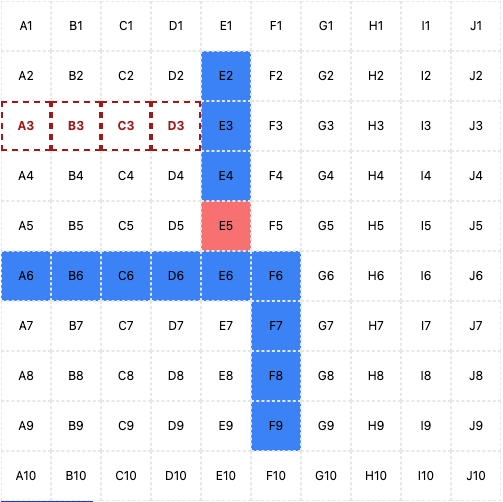 A1 B1 C1 D1 E1 F1 G1 H1 I1 J1
A2 B2 C2 D2 E2 F2 G2 H2 I2 J2
A3 B3 C3 D3 E3 F3 G3 H3 I3 J3
A4 B4 C4 D4 E4 F4 G4 H4 I4 J4
A5 B5 C5 D5 E5 F5 G5 H5 I5 J5
A6 B6 C6 D6 E6 F6 G6 H6 I6 J6
A7 B7 C7 D7 E7 F7 G7 H7 I7 J7
A8 B8 C8 D8 E8 F8 G8 H8 I8 J8
A9 B9 C9 D9 E9 F9 G9 H9 I9 J9
A10 B10 C10 D10 E10 F10 G10 H10 I10 J10